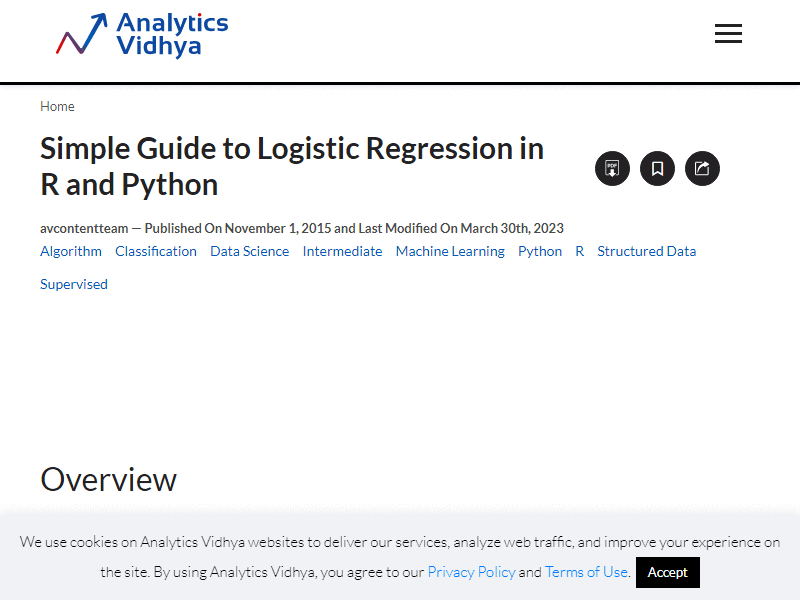 Analytics
Vidhya
Home
Simple Guide to Logistic Regression in
R and Python
PDF
avcontentteam — Published On November 1, 2015 and Last Modified On March 30th, 2023
Algorithm Classification Data Science Intermediate Machine Learning Python R Structured Data
Supervised
Overview
We use cookies on Analytics Vidhya websites to deliver our services, analyze web traffic, and improve your experience on
the site. By using Analytics Vidhya, you agree to our Privacy Policy and Terms of Use. Accept